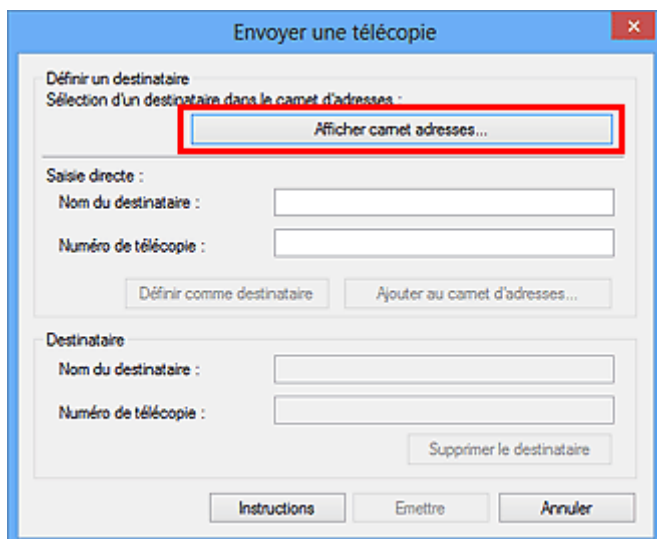 Envoyer une télécopie
Définir un destinataire
Sélection d'un destinataire dans le carnet d'adresses :
Afficher carnet adresses...
Saisie directe :
Nom du destinataire :
Numéro de télécopie :
Définir comme destinataire
Ajouter au carnet d'adresses...
Destinataire
Nom du destinataire :
Numéro de télécopie :
Supprimer le destinataire
Instructions
Emettre
Annuler